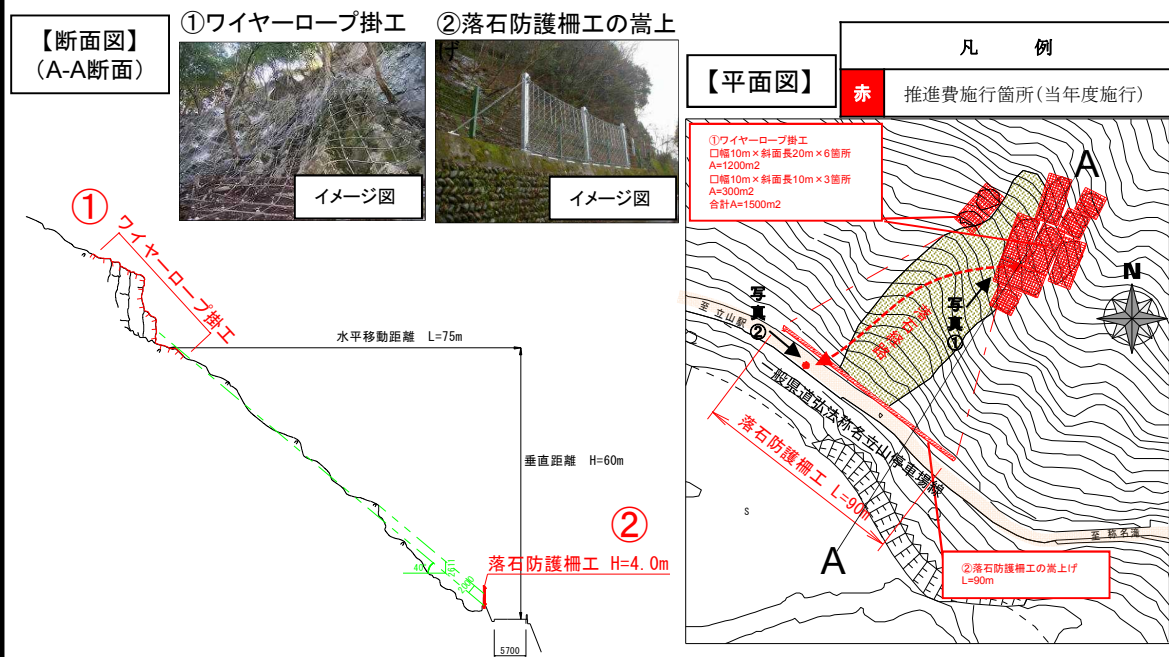 【断面図】
(A-A断面)
①ワイヤーロープ掛工
イメージ図
②落石防護柵工の嵩上
げ
イメージ図
【平面図】
凡 例
赤
推進費施行箇所(当年度施行)
①
ワイヤーロープ掛工
水平移動距離 L=75m
垂直距離 H=60m
②
落石防護柵工 H=4.0m
40°
2000
5700
①ワイヤーロープ掛工
口幅10m×斜面長20m×6箇所
A=1200m2
口幅10m×斜面長10m×3箇所
A=300m2
合計A=1500m2
A
N
至 立山駅
写真②
写真①
落石経路
一般県道弘法称名立山停車場線
落石防護柵工 L=90m
S
至 称名滝
A
②落石防護柵工の嵩上げ
L=90m